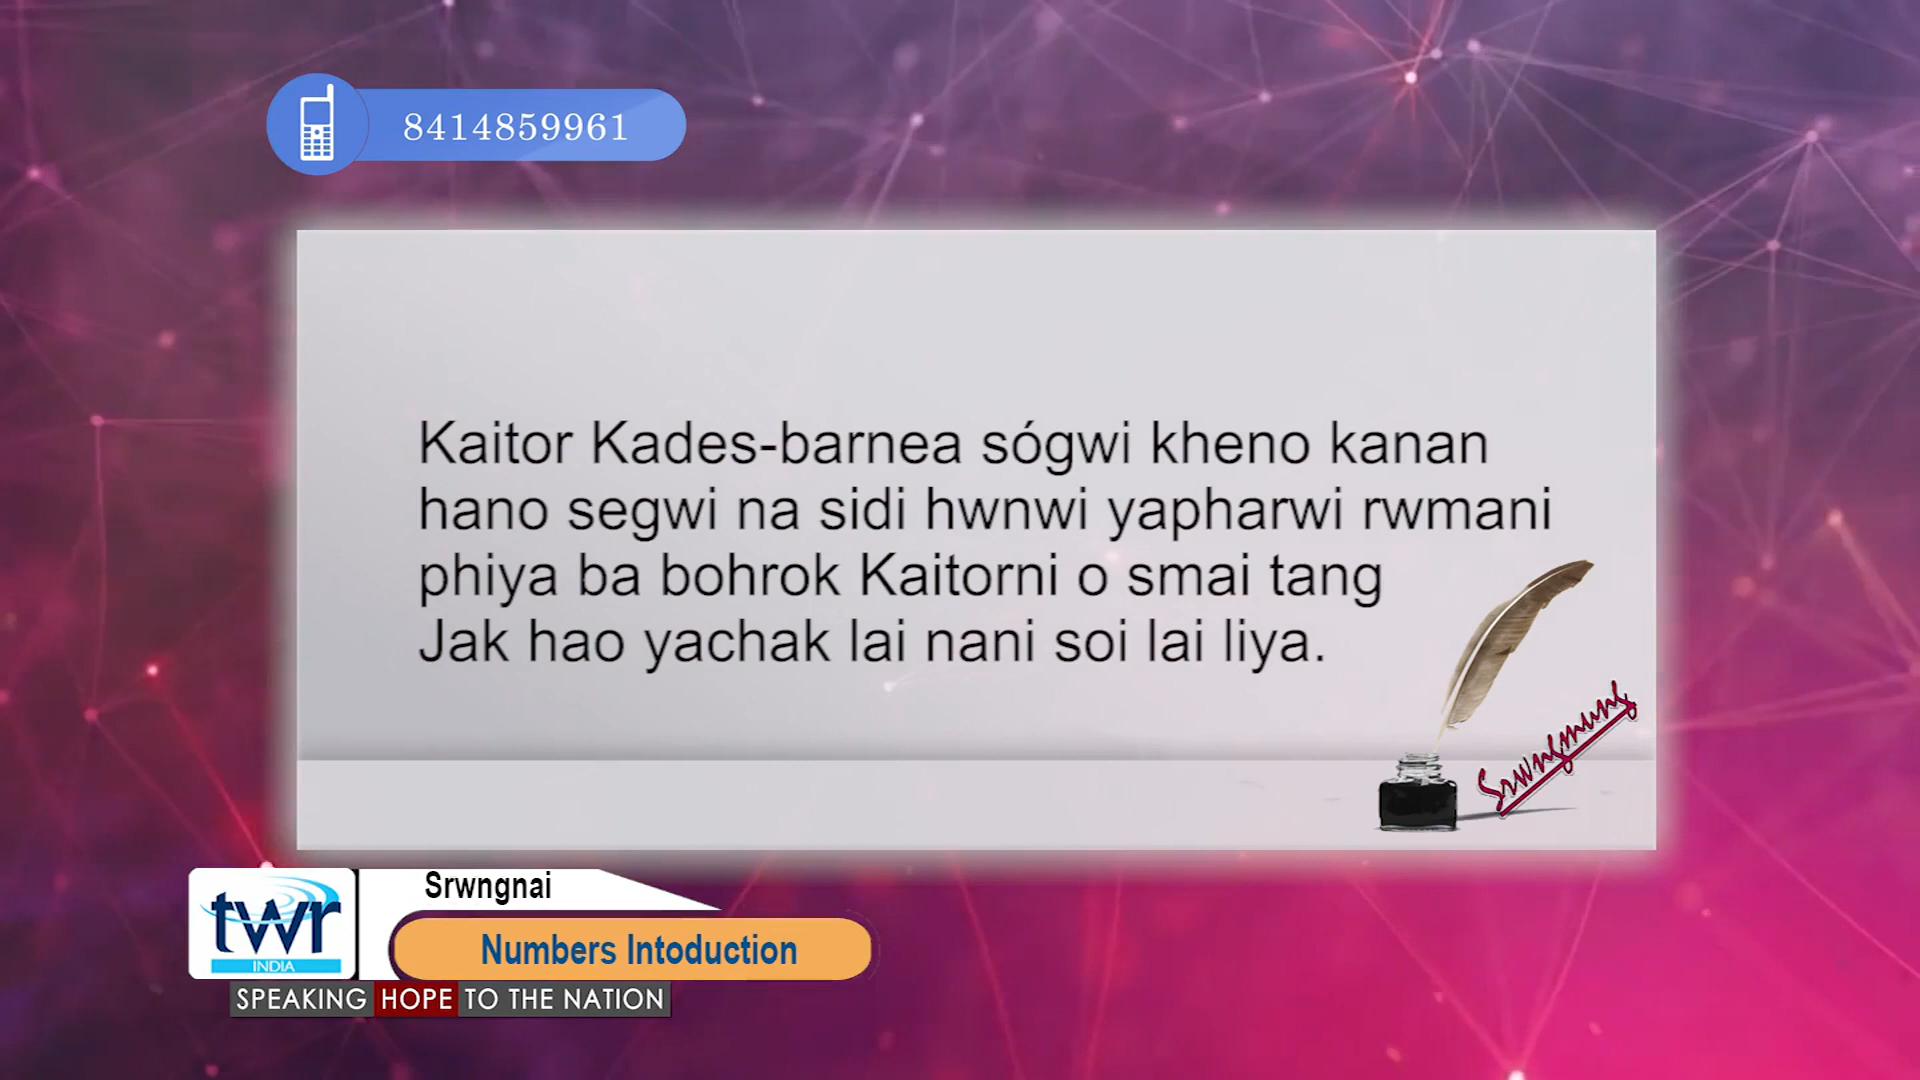 8414859961
Kaitor Kades-barnea sógwi kheno kanan
hano segwi na sidi hwnwi yapharwi rwmani
phiya ba bohrok Kaitorni o smai tang
Jak hao yachak lai nani soi lai liya.
Srwngmung
Srwngnai
twr
INDIA
Numbers Intoduction
SPEAKING HOPE TO THE NATION